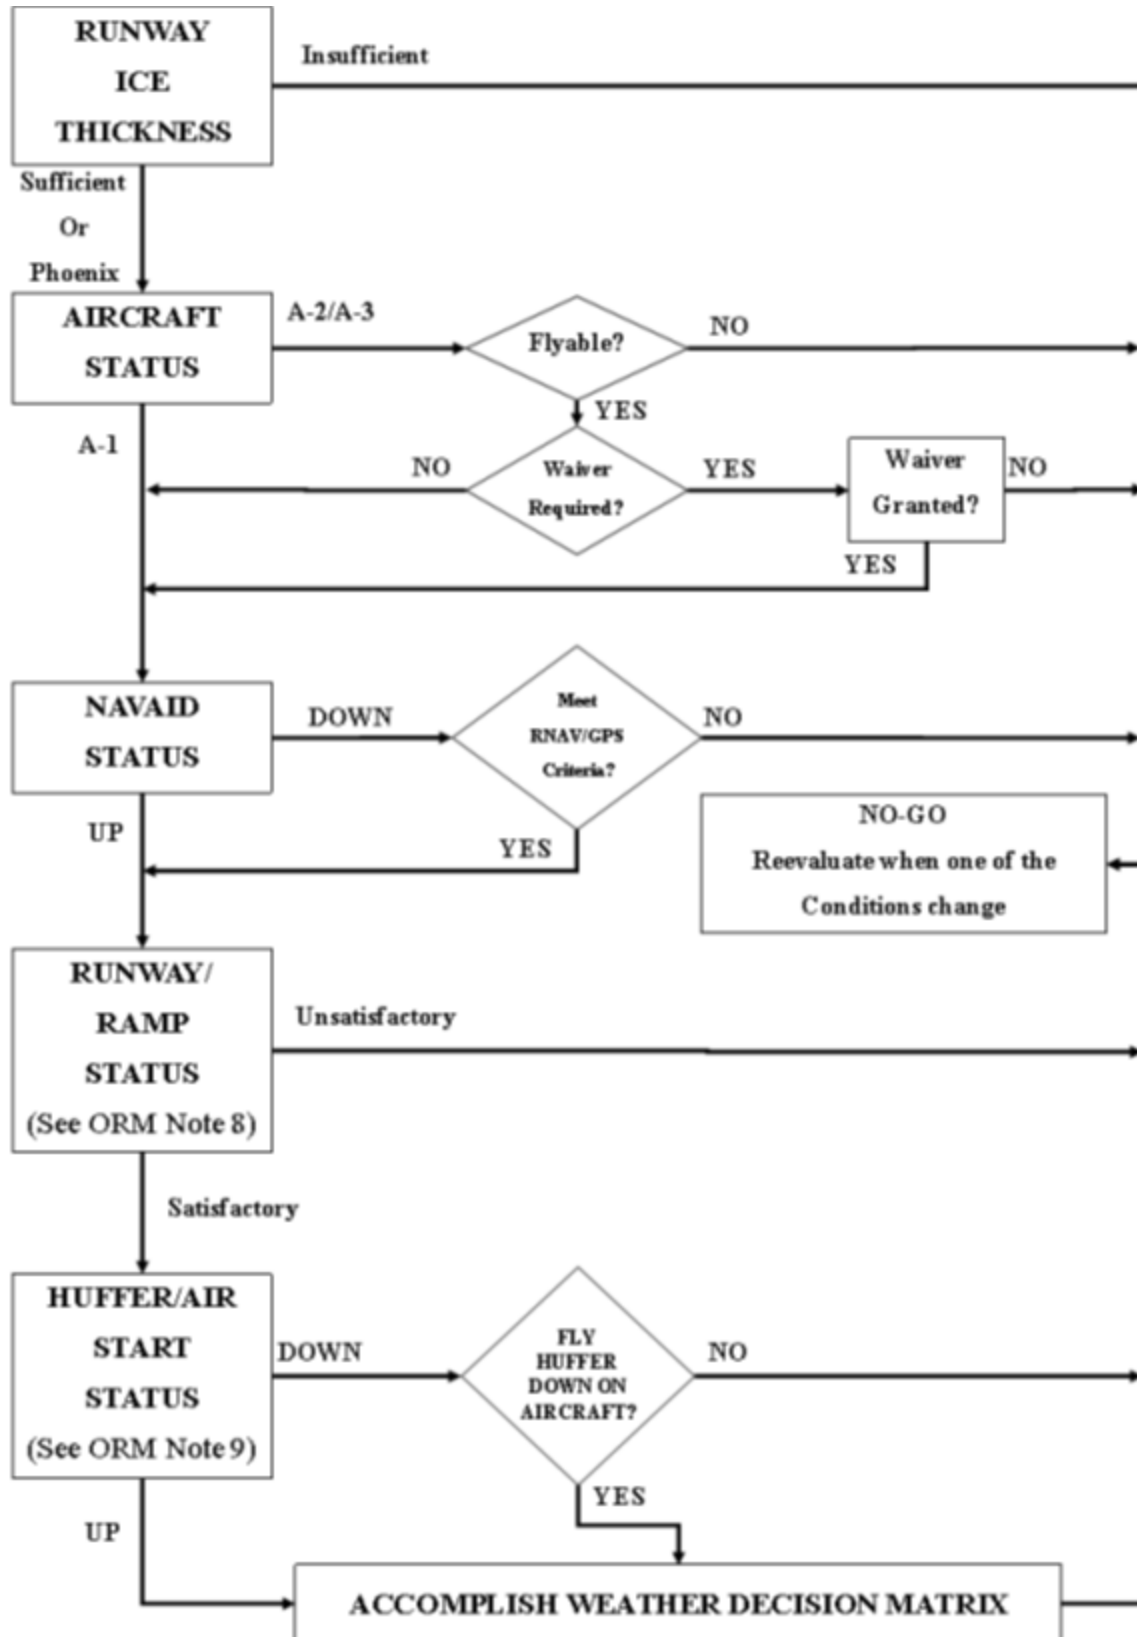 RUNWAY
ICE
THICKNESS
Insufficient
Sufficient
Or
Phoenix
AIRCRAFT
STATUS
A-2/A-3
Flyable?
NO
YES
A-1
NO
Waiver
Required?
YES
Waiver
Granted?
NO
YES
NAVAID
STATUS
DOWN
Meet
RNAV/GPS
Criteria?
NO
UP
YES
NO-GO
Reevaluate when one of the
Conditions change
RUNWAY/
RAMP
STATUS
(See ORM Note 8)
Unsatisfactory
Satisfactory
HUFFER/AIR
START
STATUS
(See ORM Note 9)
DOWN
FLY
HUFFER
DOWN ON
AIRCRAFT?
NO
YES
UP
ACCOMPLISH WEATHER DECISION MATRIX